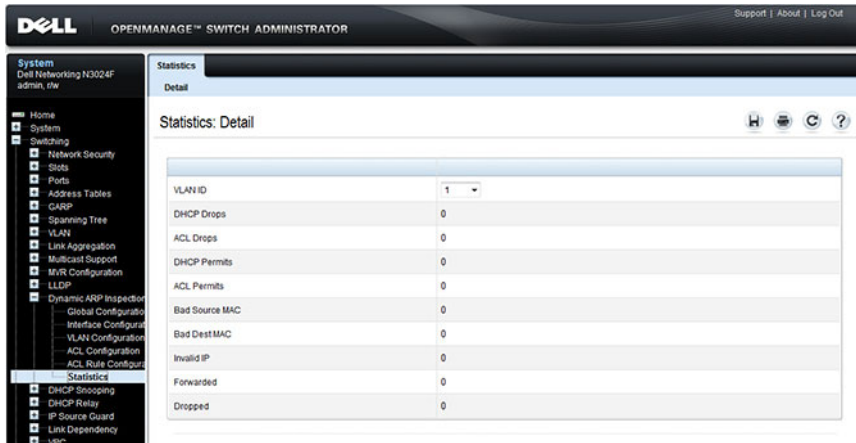 DELL OPENMANAGE™ SWITCH ADMINISTRATOR
Support | About | Log Out
System
Dell Networking N3024F
admin, r/w
Home
System
Switching
Network Security
Slots
Ports
Address Tables
GARP
Spanning Tree
VLAN
Link Aggregation
Multicast Support
MVR Configuration
LLDP
Dynamic ARP Inspection
Global Configuratio
Interface Configurat
VLAN Configuration
ACL Configuration
ACL Rule Configura
Statistics
DHCP Snooping
DHCP Relay
IP Source Guard
Link Dependency
VPC
Statistics
Detail
Statistics: Detail
VLAN ID 1
DHCP Drops 0
ACL Drops 0
DHCP Permits 0
ACL Permits 0
Bad Source MAC 0
Bad Dest MAC 0
Invalid IP 0
Forwarded 0
Dropped 0